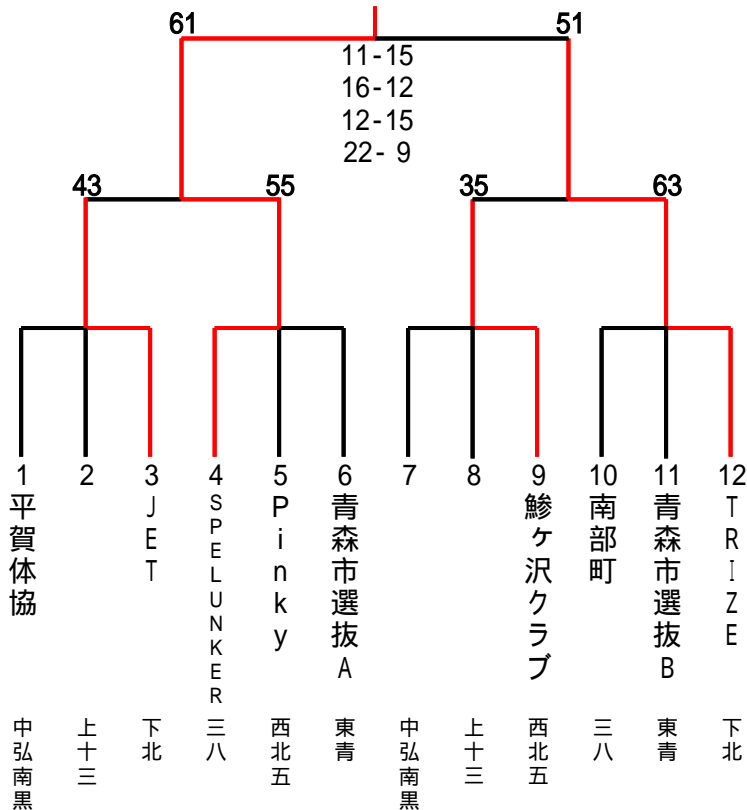 61 51
11-15
16-12
12-15
22- 9
43 55 35 63
1 2 3 4 5 6 7 8 9 10 11 12
平賀体協
JET
SPELUNKER
Pinky
青森市選抜A
鰺ヶ沢クラブ
南部町
青森市選抜B
TRIZE
中弘南黒
上十三
下北
三八
西北五
東青
中弘南黒
上十三
西北五
三八
東青
下北